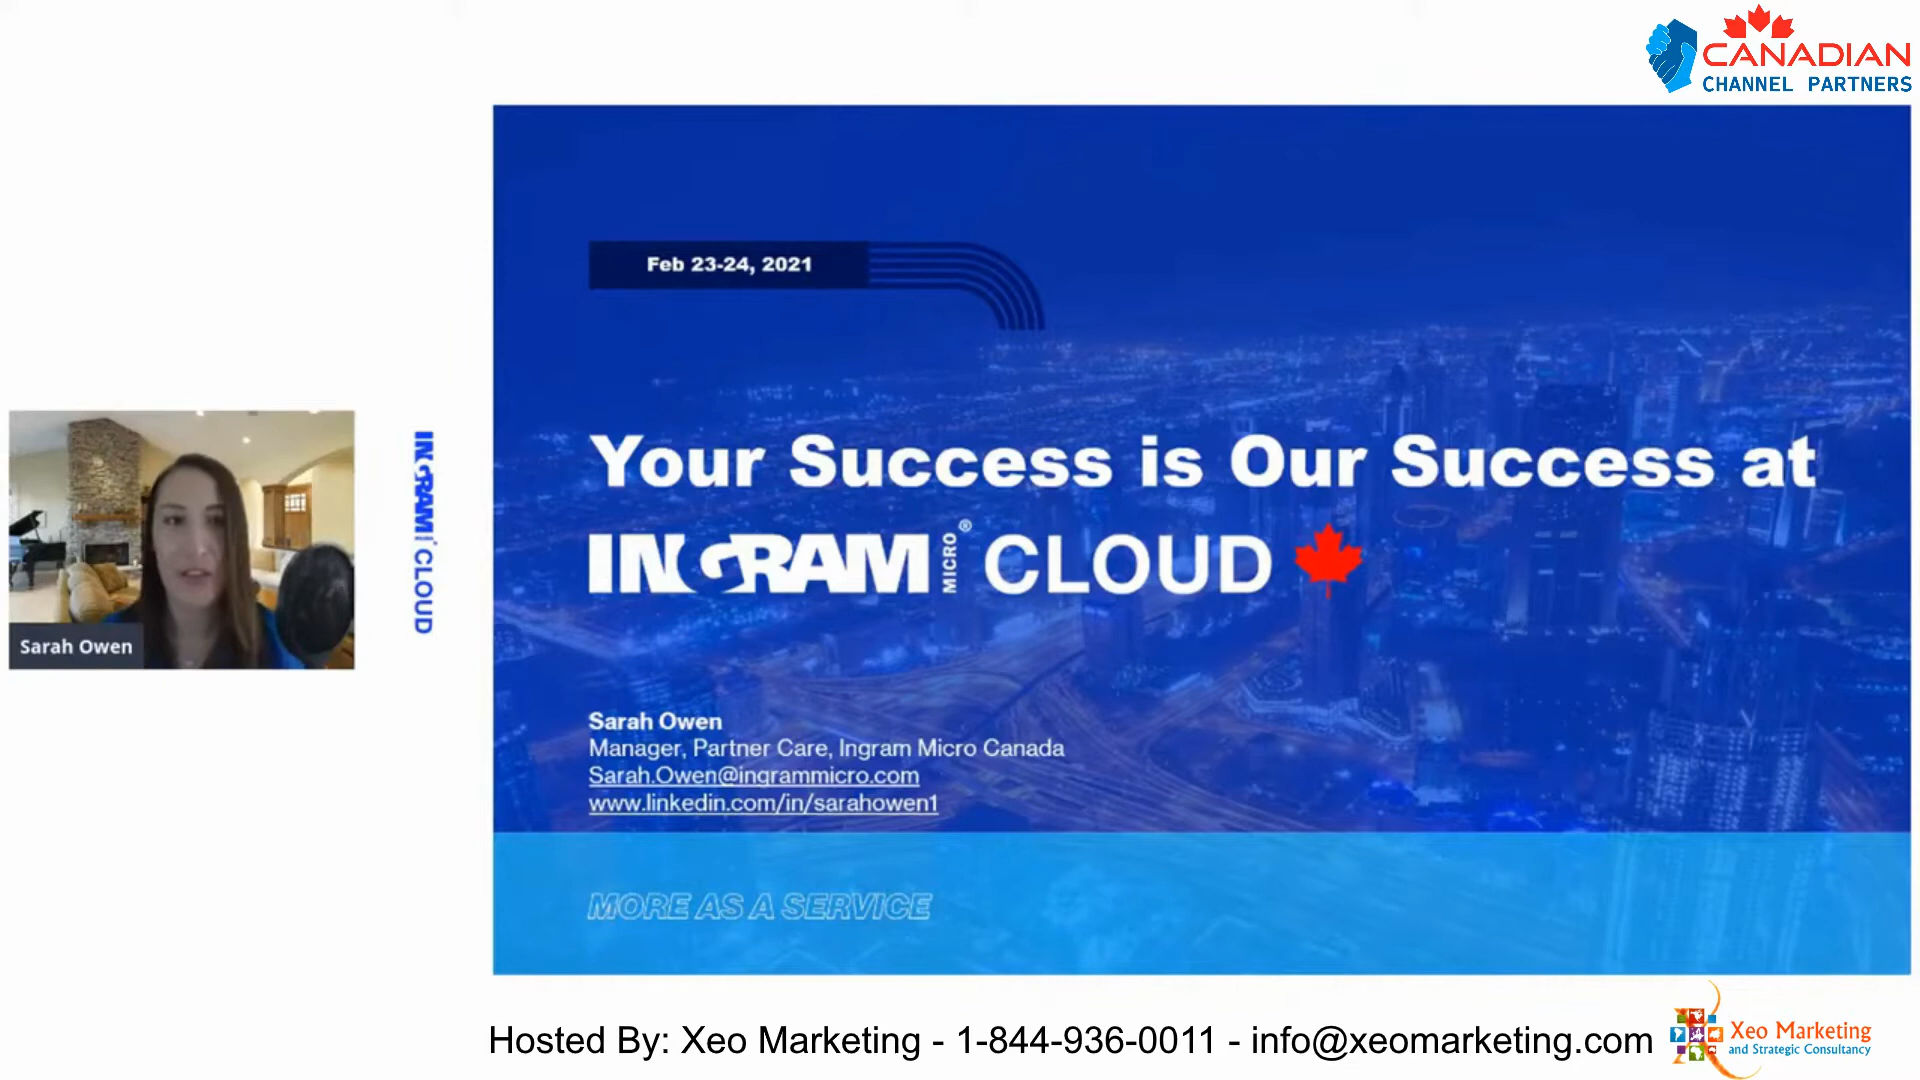 CANADIAN
CHANNEL PARTNERS
Feb 23-24, 2021
Your Success is Our Success at
INGRAM MICRO® CLOUD
Sarah Owen
INGRAM CLOUD
Sarah Owen
Manager, Partner Care, Ingram Micro Canada
Sarah.Owen@ingrammicro.com
www.linkedin.com/in/sarahowen1
MORE AS A SERVICE
Hosted By: Xeo Marketing - 1-844-936-0011 - info@xeomarketing.com
Xeo Marketing
and Strategic Consultancy